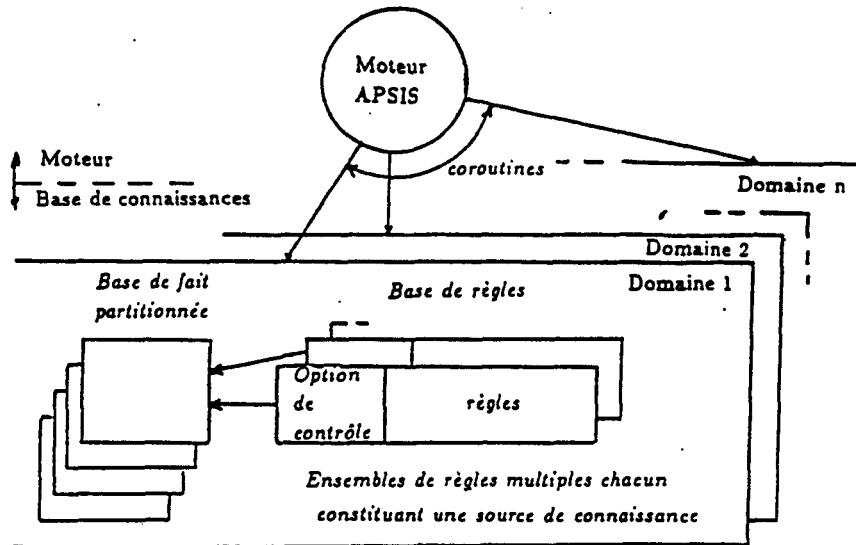 Moteur
APSIS
Moteur
Base de connaissances
coroutines
Domaine n
Domaine 2
Domaine 1
Base de fait
partitionnée
Base de règles
Option
de
contrôle
règles
Ensembles de règles multiples chacun
constituant une source de connaissance